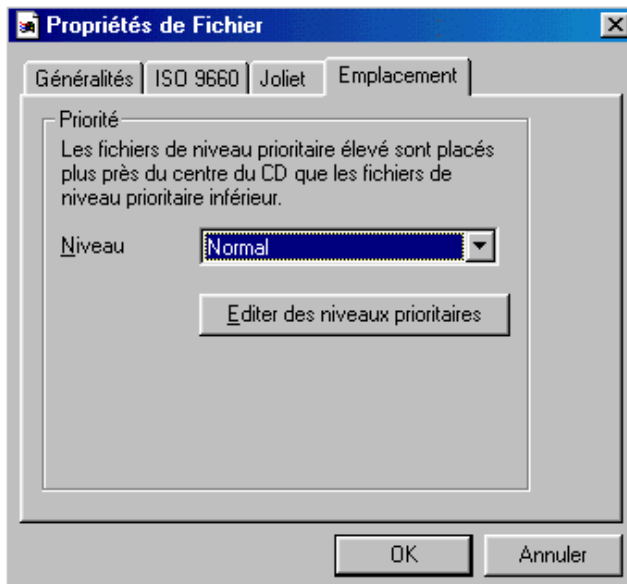 Propriétés de Fichier
Généralités ISO 9660 Joliet Emplacement
Priorité
Les fichiers de niveau prioritaire élevé sont placés
plus près du centre du CD que les fichiers de
niveau prioritaire inférieur.
Niveau Normal
Editer des niveaux prioritaires
OK Annuler